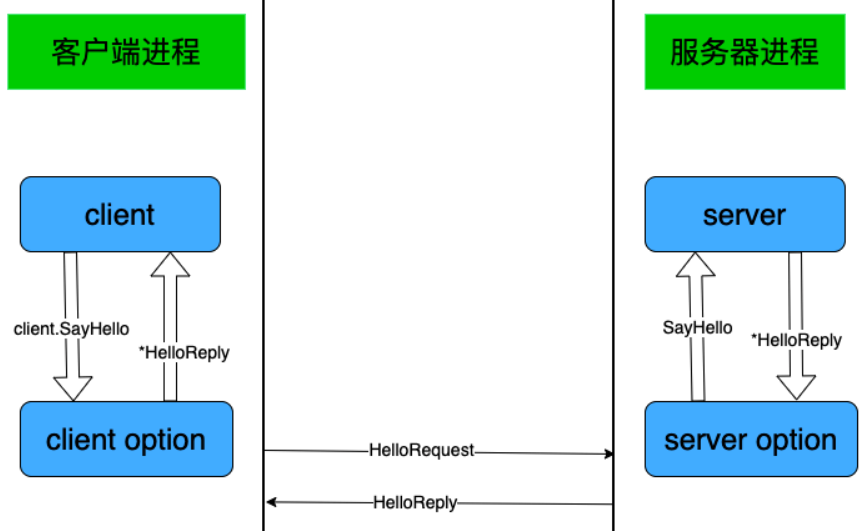 客户端进程
服务器进程
client
server
client.SayHello
*HelloReply
SayHello
*HelloReply
client option
server option
HelloRequest
HelloReply